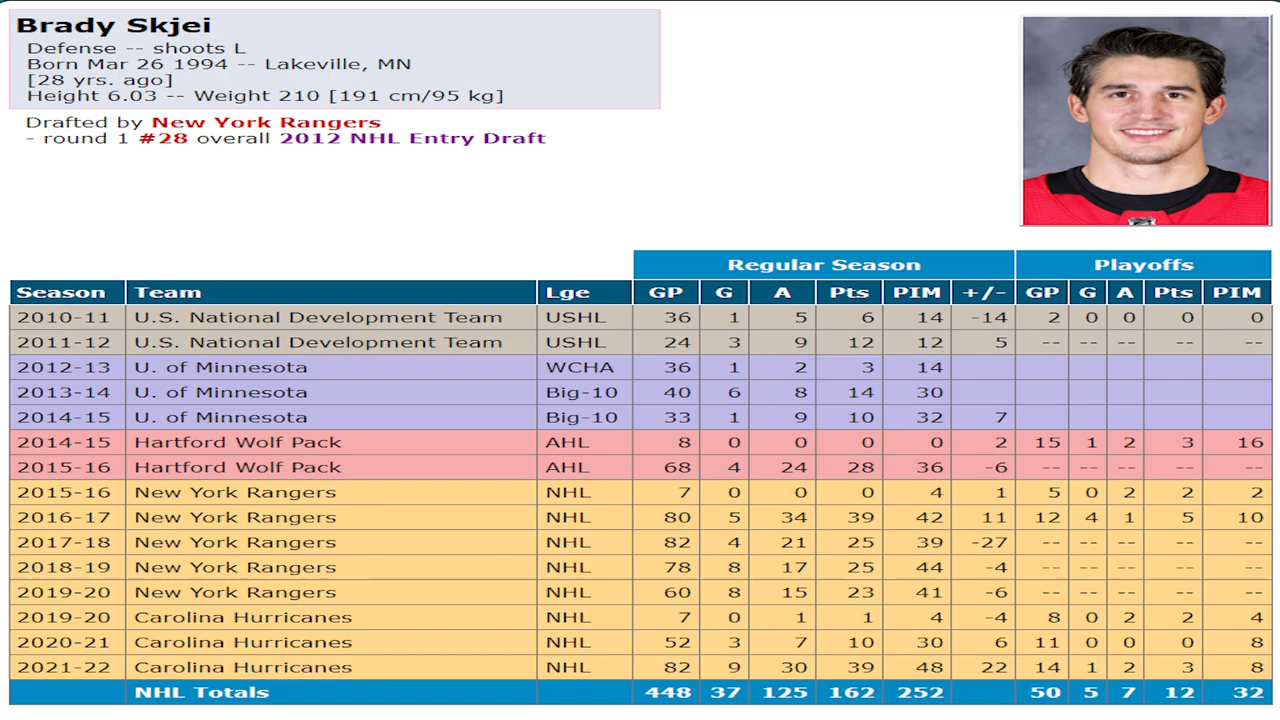 Brady Skjei
Defense -- shoots L
Born Mar 26 1994 -- Lakeville, MN
[28 yrs. ago]
Height 6.03 -- Weight 210 [191 cm/95 kg]
Drafted by New York Rangers
- round 1 #28 overall 2012 NHL Entry Draft
Regular Season Playoffs
Season Team Lge GP G A Pts PIM +/- GP G A Pts PIM
2010-11 U.S. National Development Team USHL 36 1 5 6 14 -14 2 0 0 0 0
2011-12 U.S. National Development Team USHL 24 3 9 12 12 5 -- -- -- -- --
2012-13 U. of Minnesota WCHA 36 1 2 3 14
2013-14 U. of Minnesota Big-10 40 6 8 14 30
2014-15 U. of Minnesota Big-10 33 1 9 10 32 7
2014-15 Hartford Wolf Pack AHL 8 0 0 0 0 2 15 1 2 3 16
2015-16 Hartford Wolf Pack AHL 68 4 24 28 36 -6 -- -- -- -- --
2015-16 New York Rangers NHL 7 0 0 0 4 1 5 0 2 2 2
2016-17 New York Rangers NHL 80 5 34 39 42 11 12 4 1 5 10
2017-18 New York Rangers NHL 82 4 21 25 39 -27 -- -- -- -- --
2018-19 New York Rangers NHL 78 8 17 25 44 -4 -- -- -- -- --
2019-20 New York Rangers NHL 60 8 15 23 41 -6 -- -- -- -- --
2019-20 Carolina Hurricanes NHL 7 0 1 1 4 -4 8 0 2 2 4
2020-21 Carolina Hurricanes NHL 52 3 7 10 30 6 11 0 0 0 8
2021-22 Carolina Hurricanes NHL 82 9 30 39 48 22 14 1 2 3 8
NHL Totals 448 37 125 162 252 50 5 7 12 32